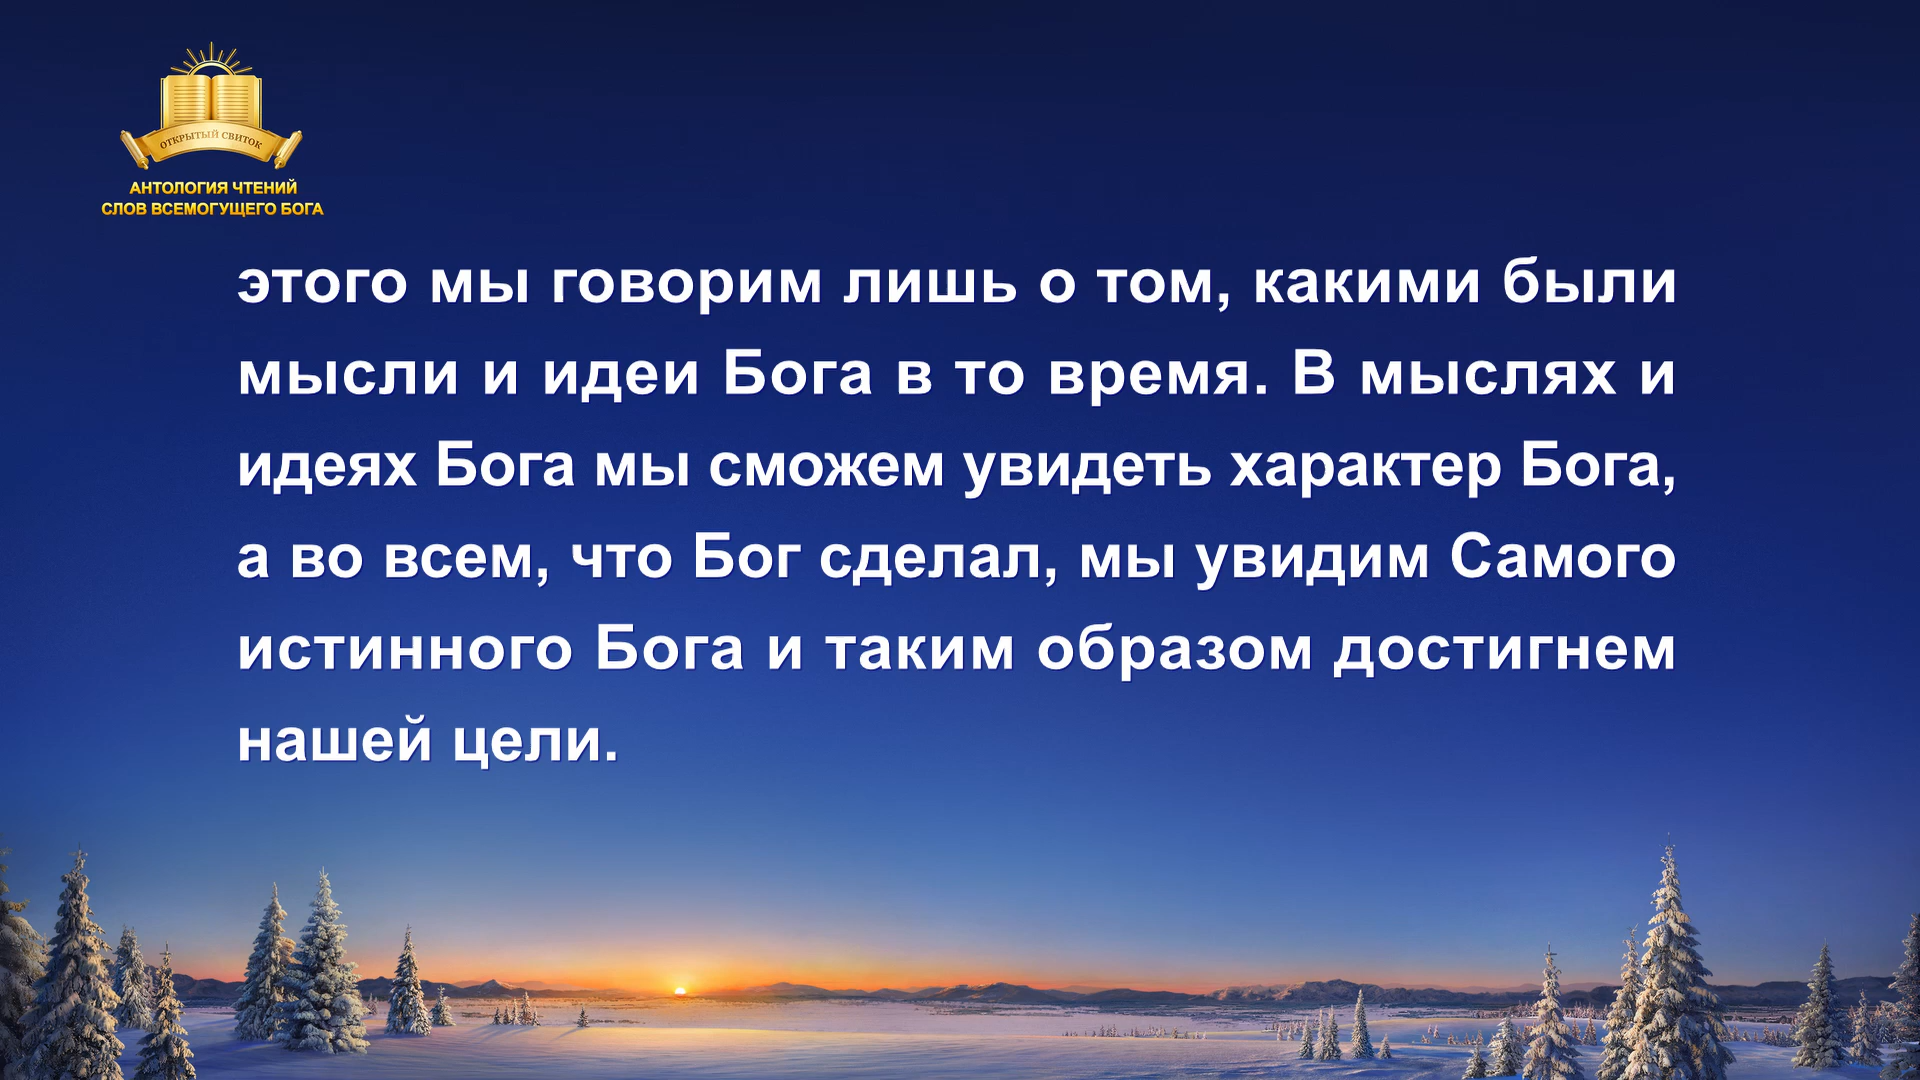 ОТКРЫТЫЙ СВИТОК
АНТОЛОГИЯ ЧТЕНИЙ
СЛОВ ВСЕМОГУЩЕГО БОГА
этого мы говорим лишь о том, какими были
мысли и идеи Бога в то время. В мыслях и
идеях Бога мы сможем увидеть характер Бога,
а во всем, что Бог сделал, мы увидим Самого
истинного Бога и таким образом достигнем
нашей цели.